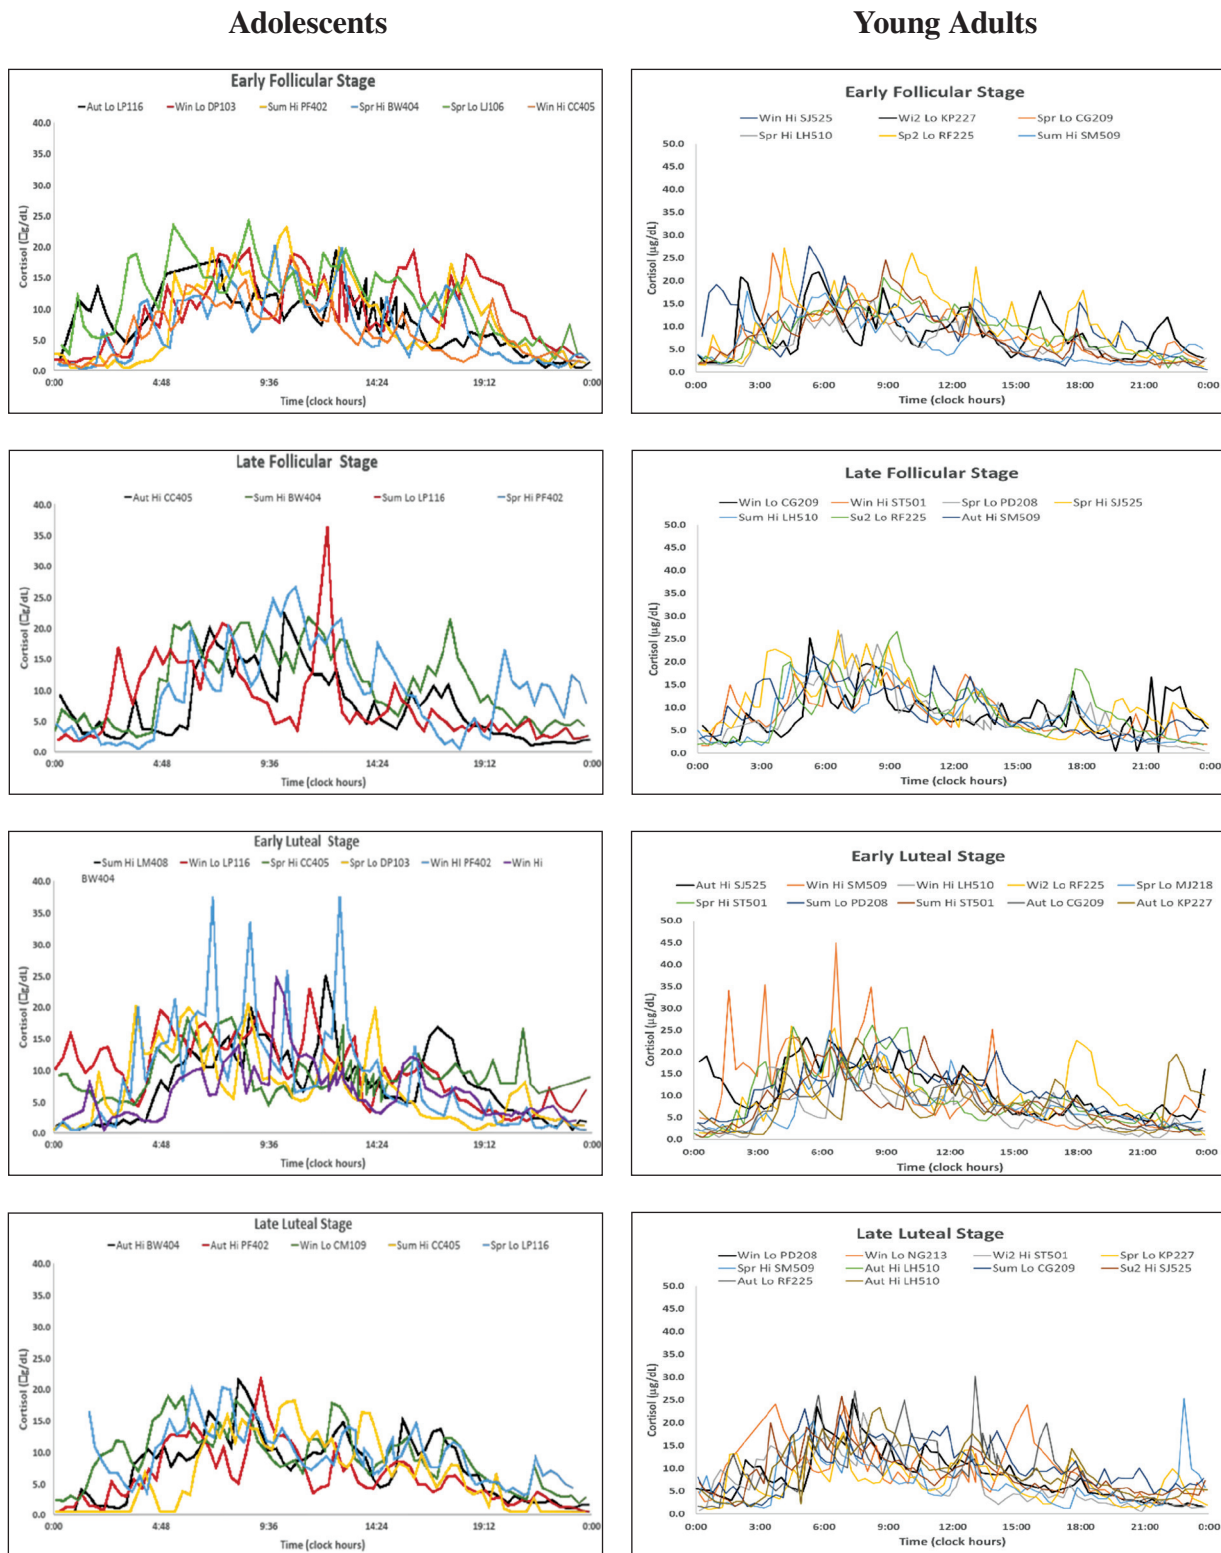 Adolescents
Young Adults
Early Follicular Stage
Aut Lo LP116 Win Lo DP103 Sum Hi PF402 Spr Hi BW404 Spr Lo LJ106 Win Hi CC405
40.0
35.0
30.0
25.0
20.0
15.0
10.0
5.0
0.0
Cortisol (□g/dL)
0:00 4:48 9:36 14:24 19:12 0:00
Time (clock hours)
Early Follicular Stage
Win Hi SJ525 Wi2 Lo KP227 Spr Lo CG209
Spr Hi LH510 Sp2 Lo RF225 Sum Hi SM509
50.0
45.0
40.0
35.0
30.0
25.0
20.0
15.0
10.0
5.0
0.0
Cortisol (µg/dL)
0:00 3:00 6:00 9:00 12:00 15:00 18:00 21:00 0:00
Time (clock hours)
Late Follicular Stage
Aut Hi CC405 Sum Hi BW404 Sum Lo LP116 Spr Hi PF402
40.0
35.0
30.0
25.0
20.0
15.0
10.0
5.0
0.0
Cortisol (□g/dL)
0:00 4:48 9:36 14:24 19:12 0:00
Time (clock hours)
Late Follicular Stage
Win Lo CG209 Win Hi ST501 Spr Lo PD208 Spr Hi SJ525
Sum Hi LH510 Su2 Lo RF225 Aut Hi SM509
50.0
45.0
40.0
35.0
30.0
25.0
20.0
15.0
10.0
5.0
0.0
Cortisol (µg/dL)
0:00 3:00 6:00 9:00 12:00 15:00 18:00 21:00 0:00
Time (clock hours)
Early Luteal Stage
Sum Hi LM408 Win Lo LP116 Spr Hi CC405 Spr Lo DP103 Win HI PF402 Win Hi
BW404
40.0
35.0
30.0
25.0
20.0
15.0
10.0
5.0
0.0
Cortisol (□g/dL)
0:00 4:48 9:36 14:24 19:12 0:00
Time (clock hours)
Early Luteal Stage
Aut Hi SJ525 Win Hi SM509 Win Hi LH510 Wi2 Lo RF225 Spr Lo MJ218
Spr Hi ST501 Sum Lo PD208 Sum Hi ST501 Aut Lo CG209 Aut Lo KP227
50.0
45.0
40.0
35.0
30.0
25.0
20.0
15.0
10.0
5.0
0.0
Cortisol (µg/dL)
0:00 3:00 6:00 9:00 12:00 15:00 18:00 21:00 0:00
Time (clock hours)
Late Luteal Stage
Aut Hi BW404 Aut Hi PF402 Win Lo CM109 Sum Hi CC405 Spr Lo LP116
40.0
35.0
30.0
25.0
20.0
15.0
10.0
5.0
0.0
Cortisol (□g/dL)
0:00 4:48 9:36 14:24 19:12 0:00
Time (clock hours)
Late Luteal Stage
Win Lo PD208 Win Lo NG213 Wi2 Hi ST501 Spr Lo KP227
Spr Hi SM509 Aut Hi LH510 Sum Lo CG209 Su2 Hi SJ525
Aut Lo RF225 Aut Hi LH510
50.0
45.0
40.0
35.0
30.0
25.0
20.0
15.0
10.0
5.0
0.0
Cortisol (µg/dL)
0:00 3:00 6:00 9:00 12:00 15:00 18:00 21:00 0:00
Time (clock hours)